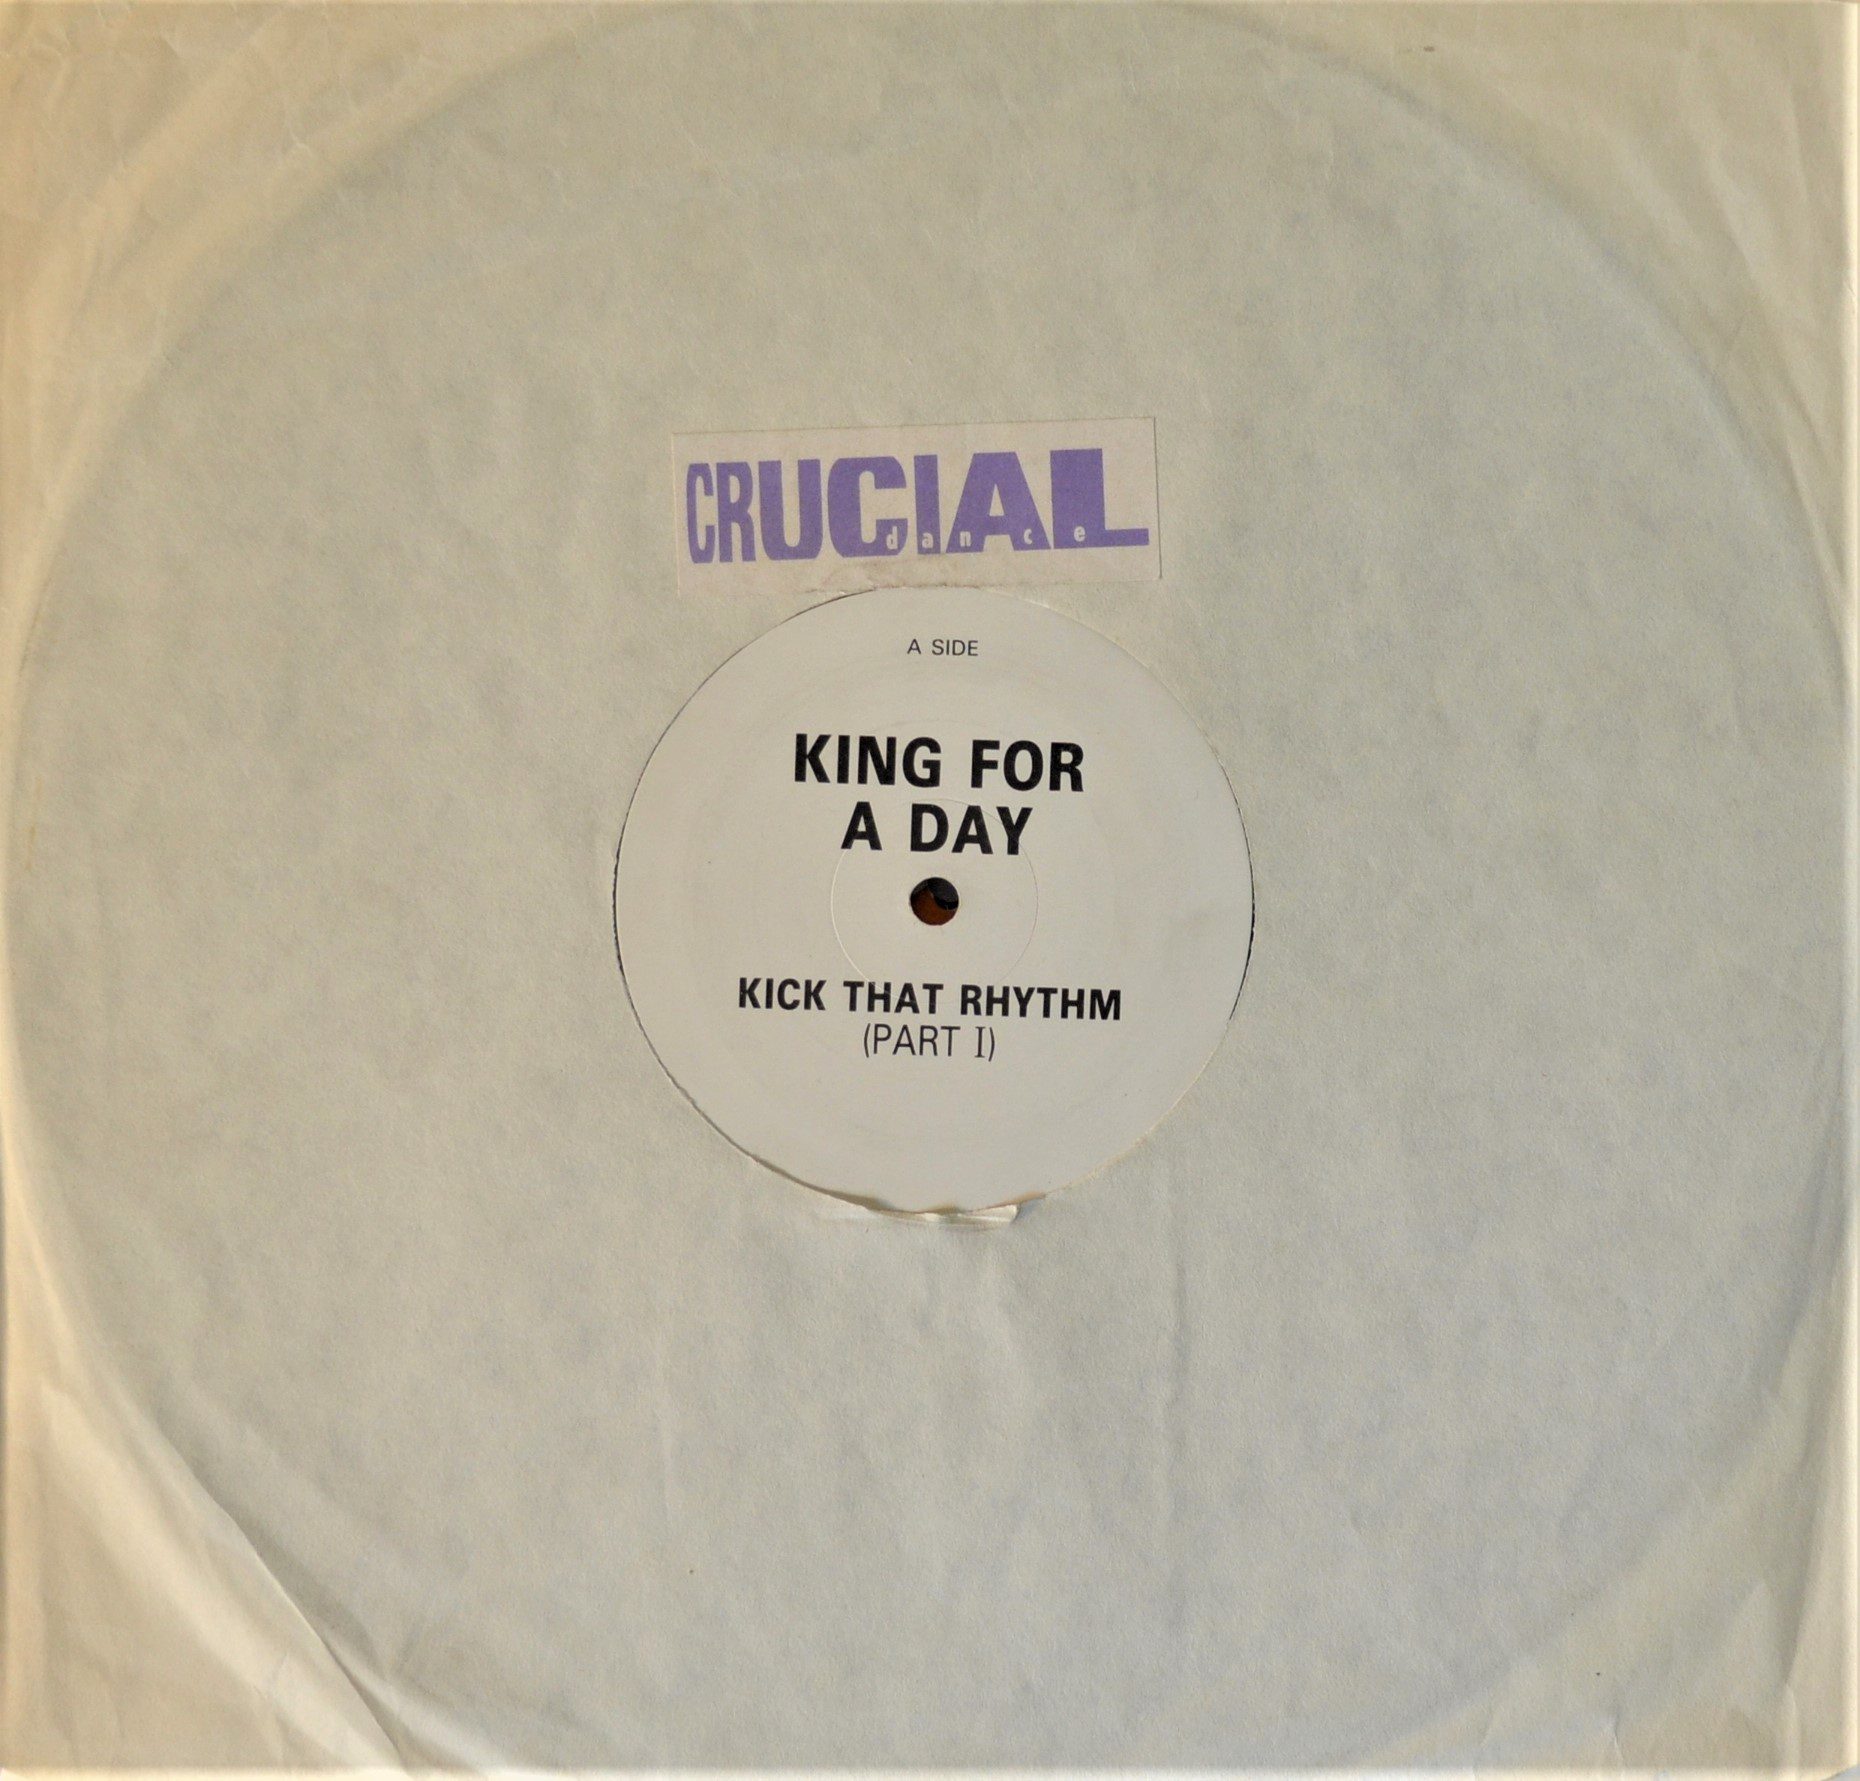 CRUCIAL
dance
A SIDE
KING FOR
A DAY
KICK THAT RHYTHM
(PART I)